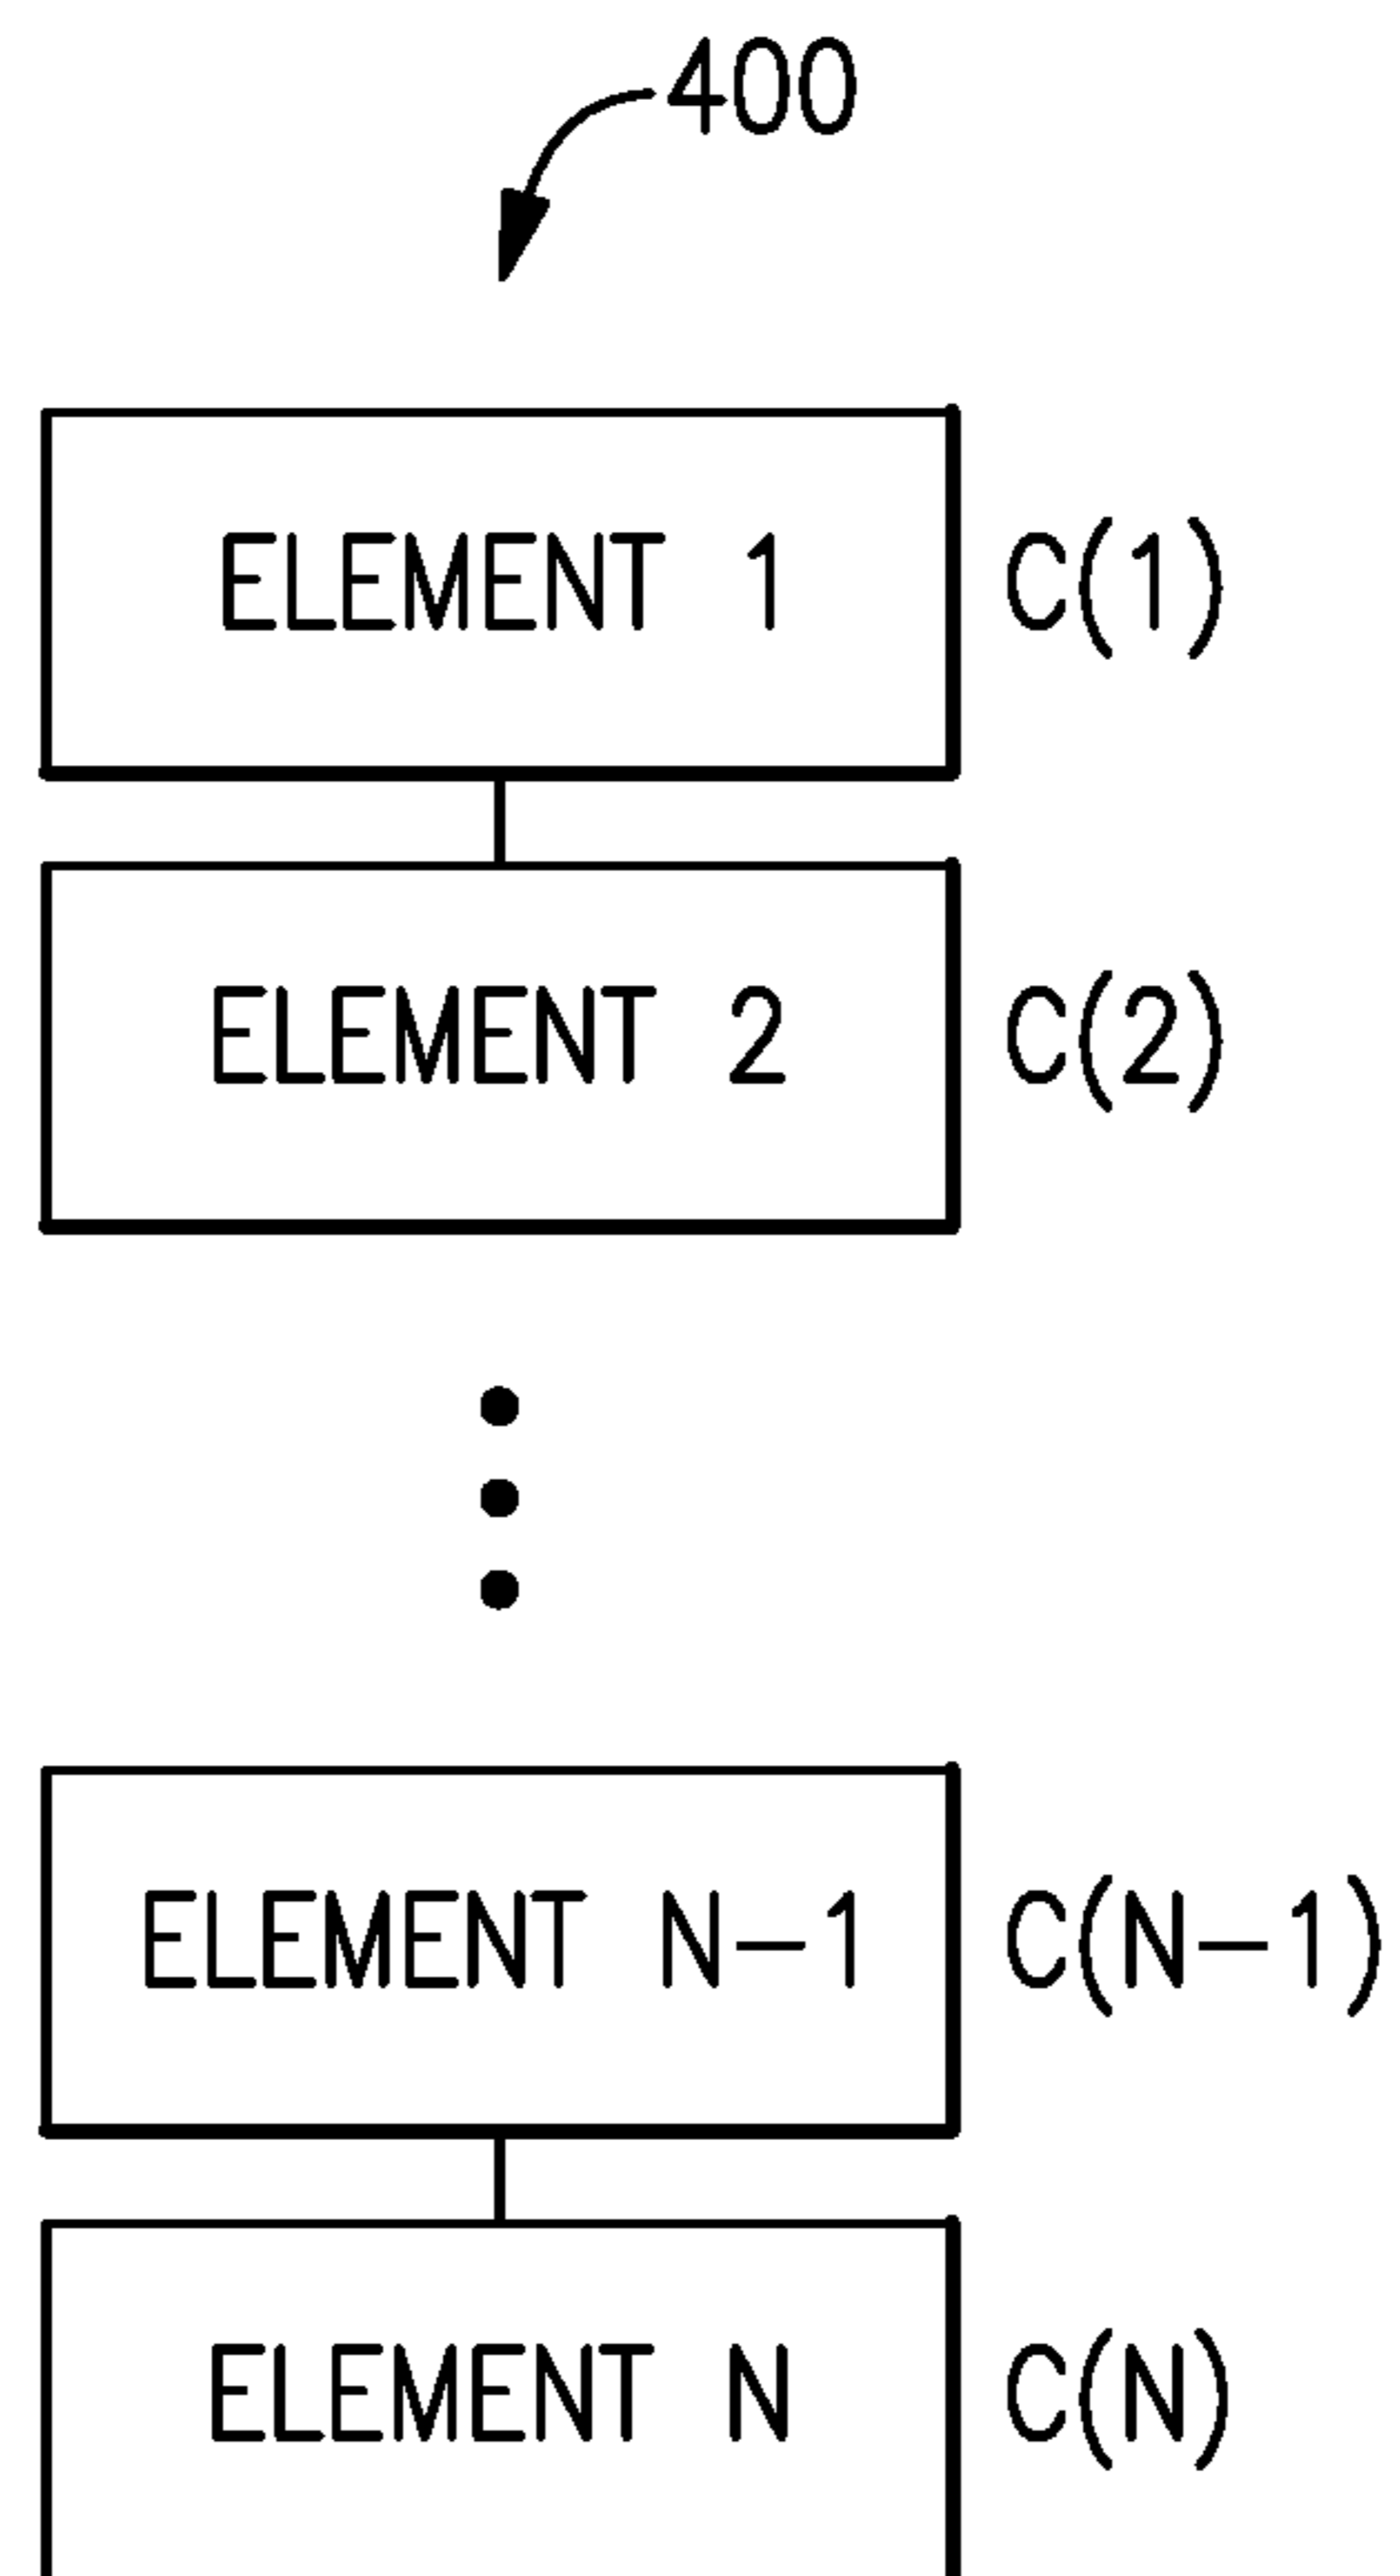 400
ELEMENT 1 C(1)
ELEMENT 2 C(2)
ELEMENT N-1 C(N-1)
ELEMENT N C(N)